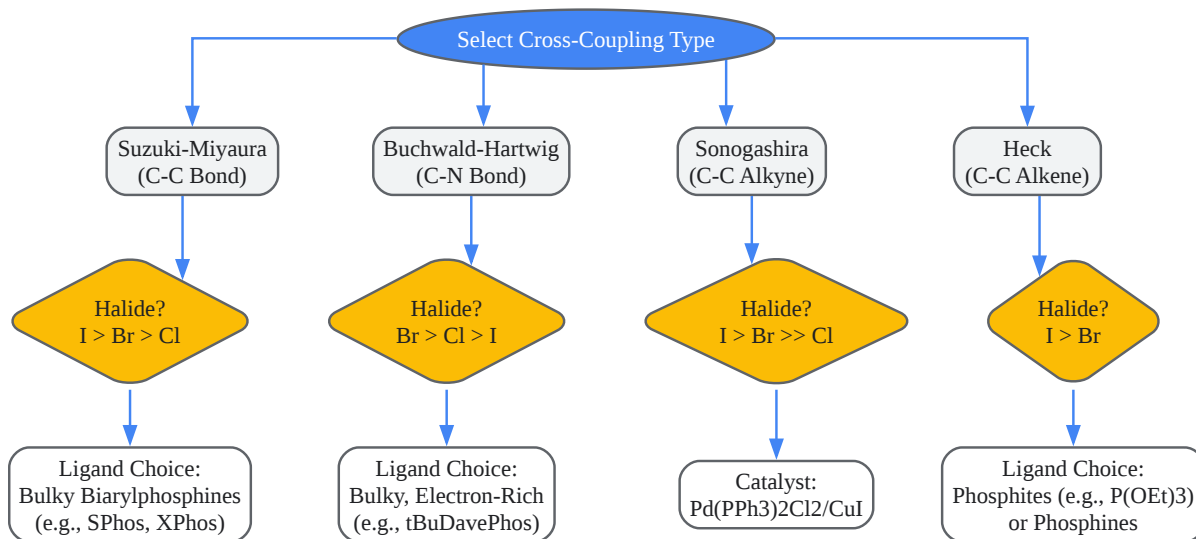 Select Cross-Coupling Type
Suzuki-Miyaura
(C-C Bond)
Buchwald-Hartwig
(C-N Bond)
Sonogashira
(C-C Alkyne)
Heck
(C-C Alkene)
Halide?
I > Br > Cl
Halide?
Br > Cl > I
Halide?
I > Br >> Cl
Halide?
I > Br
Ligand Choice:
Bulky Biarylphosphines
(e.g., SPhos, XPhos)
Ligand Choice:
Bulky, Electron-Rich
(e.g., tBuDavePhos)
Catalyst:
Pd(PPh3)2Cl2/CuI
Ligand Choice:
Phosphites (e.g., P(OEt)3)
or Phosphines